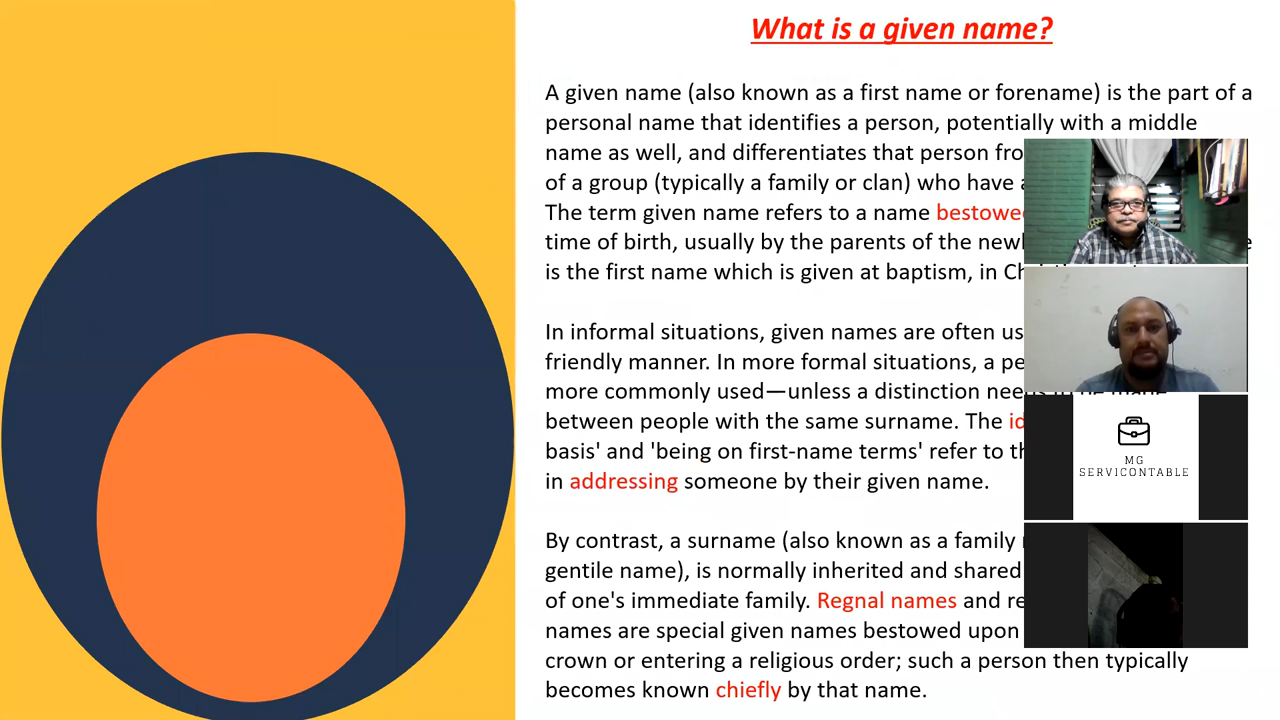 What is a given name?
A given name (also known as a first name or forename) is the part of a
personal name that identifies a person, potentially with a middle
name as well, and differentiates that person
of a group (typically a family or clan) who have
The term given name refers to a name
time of birth, usually by the parents of the
is the first name which is given at baptism, in
In informal situations, given names are often
friendly manner. In more formal situations, a
more commonly used—unless a distinction needs to be made
between people with the same surname. The
basis' and 'being on first-name terms' refer to
in addressing someone by their given name.
By contrast, a surname (also known as a family
gentile name), is normally inherited and shared
of one's immediate family. Regnal names and
names are special given names bestowed upon
crown or entering a religious order; such a person then typically
becomes known chiefly by that name.
MG
SERVICONTABLE